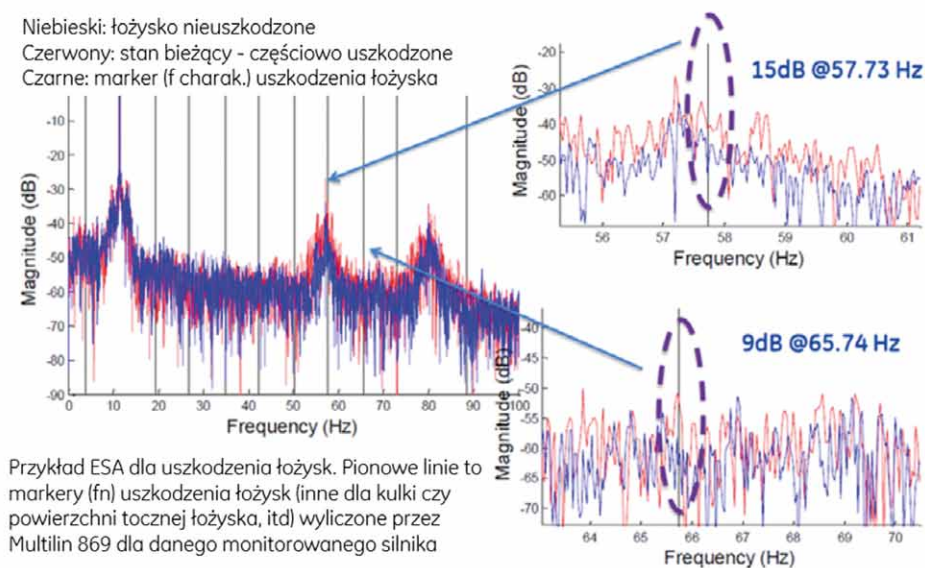 Niebieski: łożysko nieuszkodzone
Czerwony: stan bieżący - częściowo uszkodzone
Czarne: marker (f charak.) uszkodzenia łożyska
Magnitude (dB)
-10
-20
-30
-40
-50
-60
-70
-80
-90
0 10 20 30 40 50 60 70 80 90 100
Frequency (Hz)
15dB @57.73 Hz
Magnitude (dB)
-20
-30
-40
-50
-60
56 57 58 59 60 61
Frequency (Hz)
9dB @65.74 Hz
Magnitude (dB)
-40
-45
-50
-55
-60
-65
-70
64 65 66 67 68 69 70
Frequency (Hz)
Przykład ESA dla uszkodzenia łożysk. Pionowe linie to
markery (fn) uszkodzenia łożysk (inne dla kulki czy
powierzchni tocznej łożyska, itd) wyliczone przez
Multilin 869 dla danego monitorowanego silnika